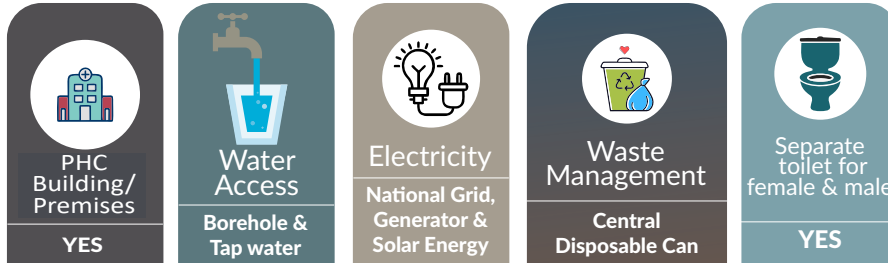 PHC
Building/
Premises
YES
Water
Access
Borehole &
Tap water
Electricity
National Grid,
Generator &
Solar Energy
Waste
Management
Central
Disposable Can
Separate
toilet for
female & male
YES